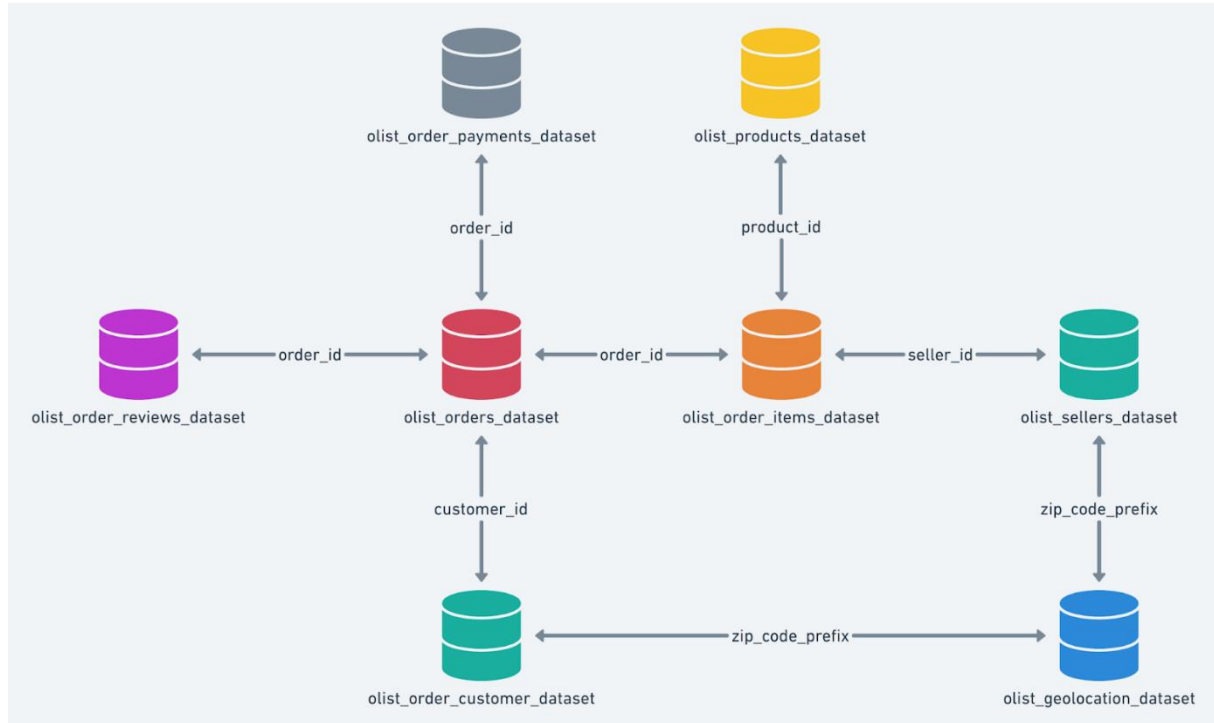 olist_order_payments_dataset
olist_products_dataset
order_id
product_id
order_id
order_id
seller_id
olist_order_reviews_dataset
olist_orders_dataset
olist_order_items_dataset
olist_sellers_dataset
customer_id
zip_code_prefix
zip_code_prefix
olist_order_customer_dataset
olist_geolocation_dataset